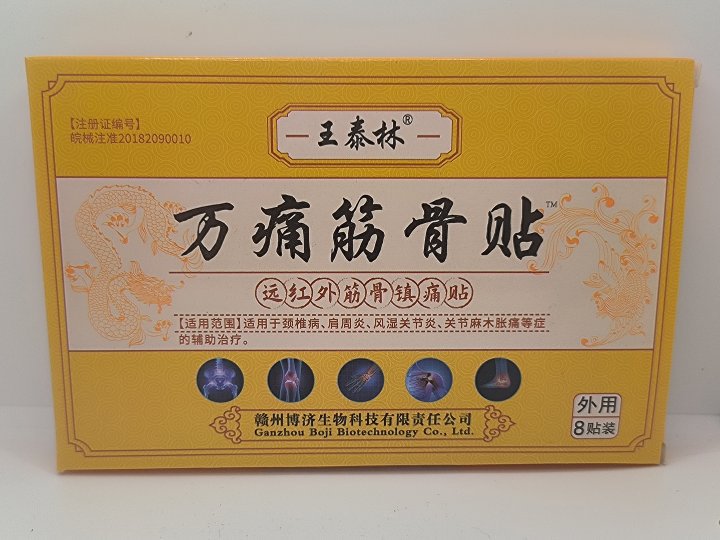 【注册证编号】
皖械注准20182090010
王泰林®
万痛筋骨贴™
远红外筋骨镇痛贴
【适用范围】适用于颈椎病、肩周炎、风湿关节炎、关节麻木胀痛等症
的辅助治疗。
赣州博济生物科技有限责任公司
Ganzhou Boji Biotechnology Co., Ltd.
外用
8贴装